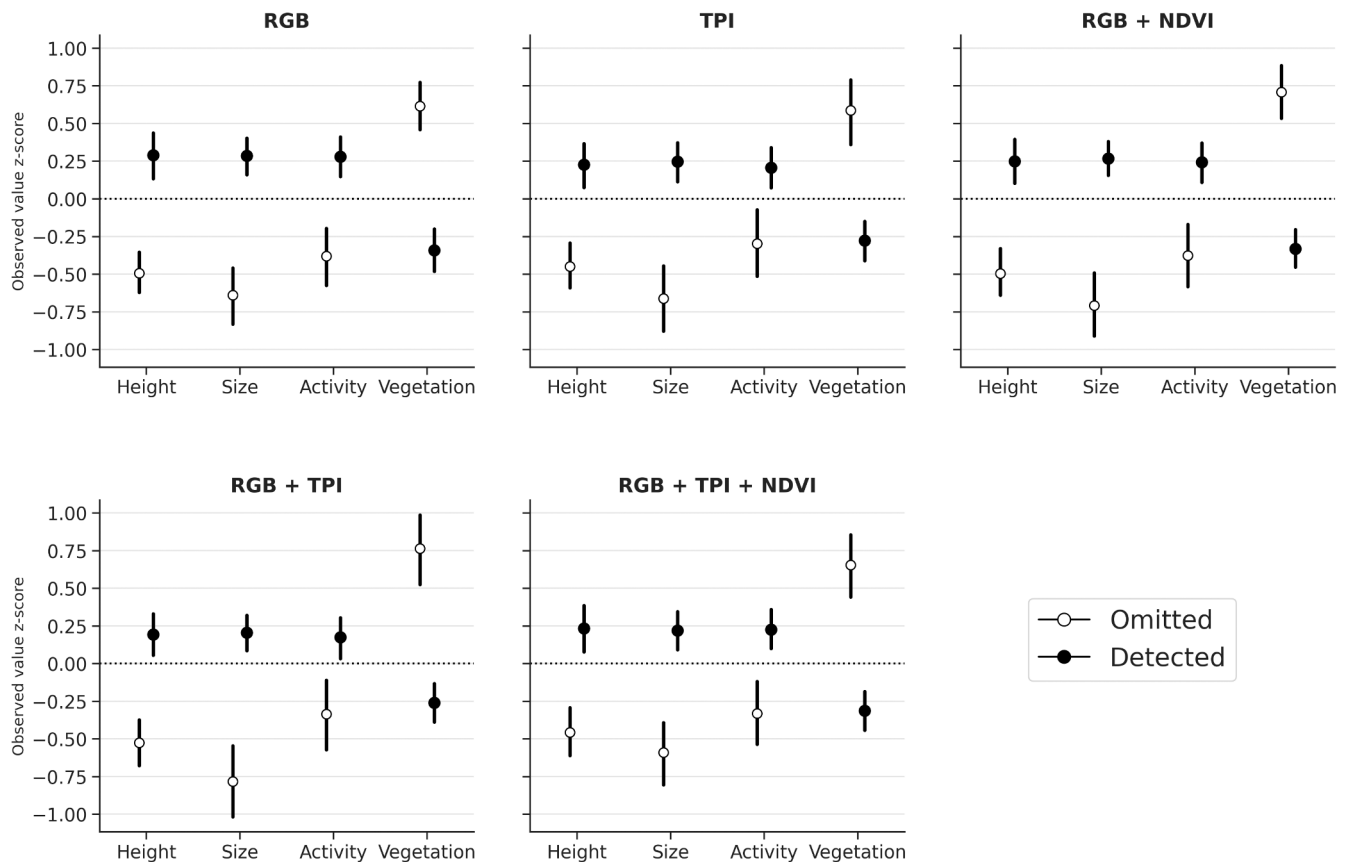 RGB
TPI
RGB + NDVI
Observed value z-score
1.00
0.75
0.50
0.25
0.00
−0.25
−0.50
−0.75
−1.00
Height Size Activity Vegetation
Height Size Activity Vegetation
Height Size Activity Vegetation
RGB + TPI
RGB + TPI + NDVI
Observed value z-score
1.00
0.75
0.50
0.25
0.00
−0.25
−0.50
−0.75
−1.00
Height Size Activity Vegetation
Height Size Activity Vegetation
Omitted
Detected